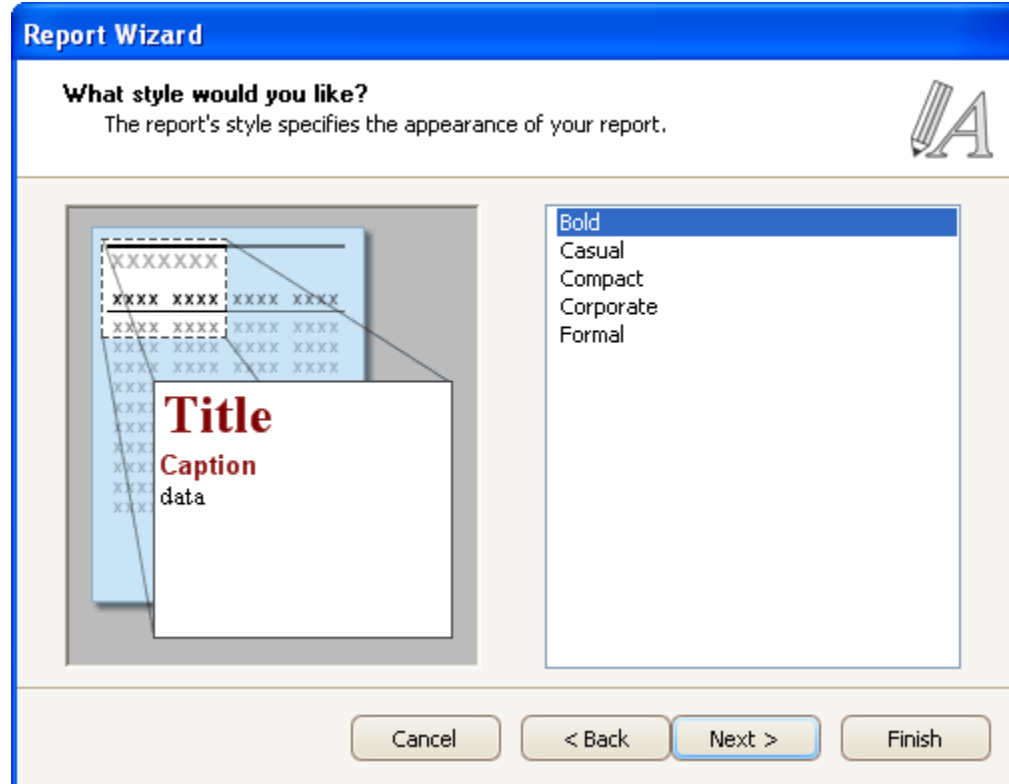 Report Wizard
What style would you like?
The report's style specifies the appearance of your report.
XXXXXXX
xxxx xxxx xxxx xxxx
xxxx xxxx xxxx xxxx
xxxx xxxx xxxx xxxx
xxxx xxxx xxxx xxxx
Title
Caption
data
Bold
Casual
Compact
Corporate
Formal
Cancel
< Back
Next >
Finish